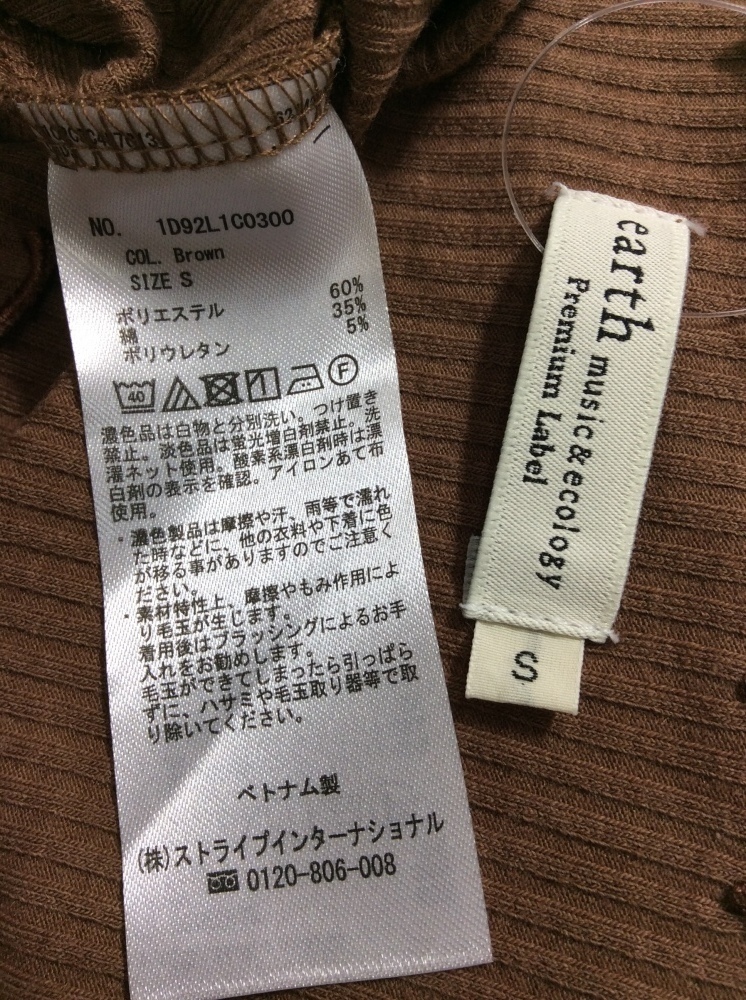 NO. 1D92L1C0300
COL. Brown
SIZE S
ポリエステル 60%
綿 35%
ポリウレタン 5%
40
F
濃色品は白物と分別洗い。つけ置き
禁止。淡色品は蛍光増白剤禁止。洗
濯ネット使用。酸素系漂白剤時は漂
白剤の表示を確認。アイロンあて布
使用。
・濃色製品は摩擦や汗、雨等で濡れ
た時などに、他の衣料や下着に色
が移る事がありますのでご注意く
ださい。
・素材特性上、摩擦やもみ作用によ
り毛玉が生じます。
着用後はブラッシングによるお手
入れをお勧めします。
毛玉ができてしまったら引っぱら
ずに、ハサミや毛玉取り器等で取
り除いてください。
ベトナム製
(株)ストライプインターナショナル
0120-806-008
earth music&ecology
Premium Label
S